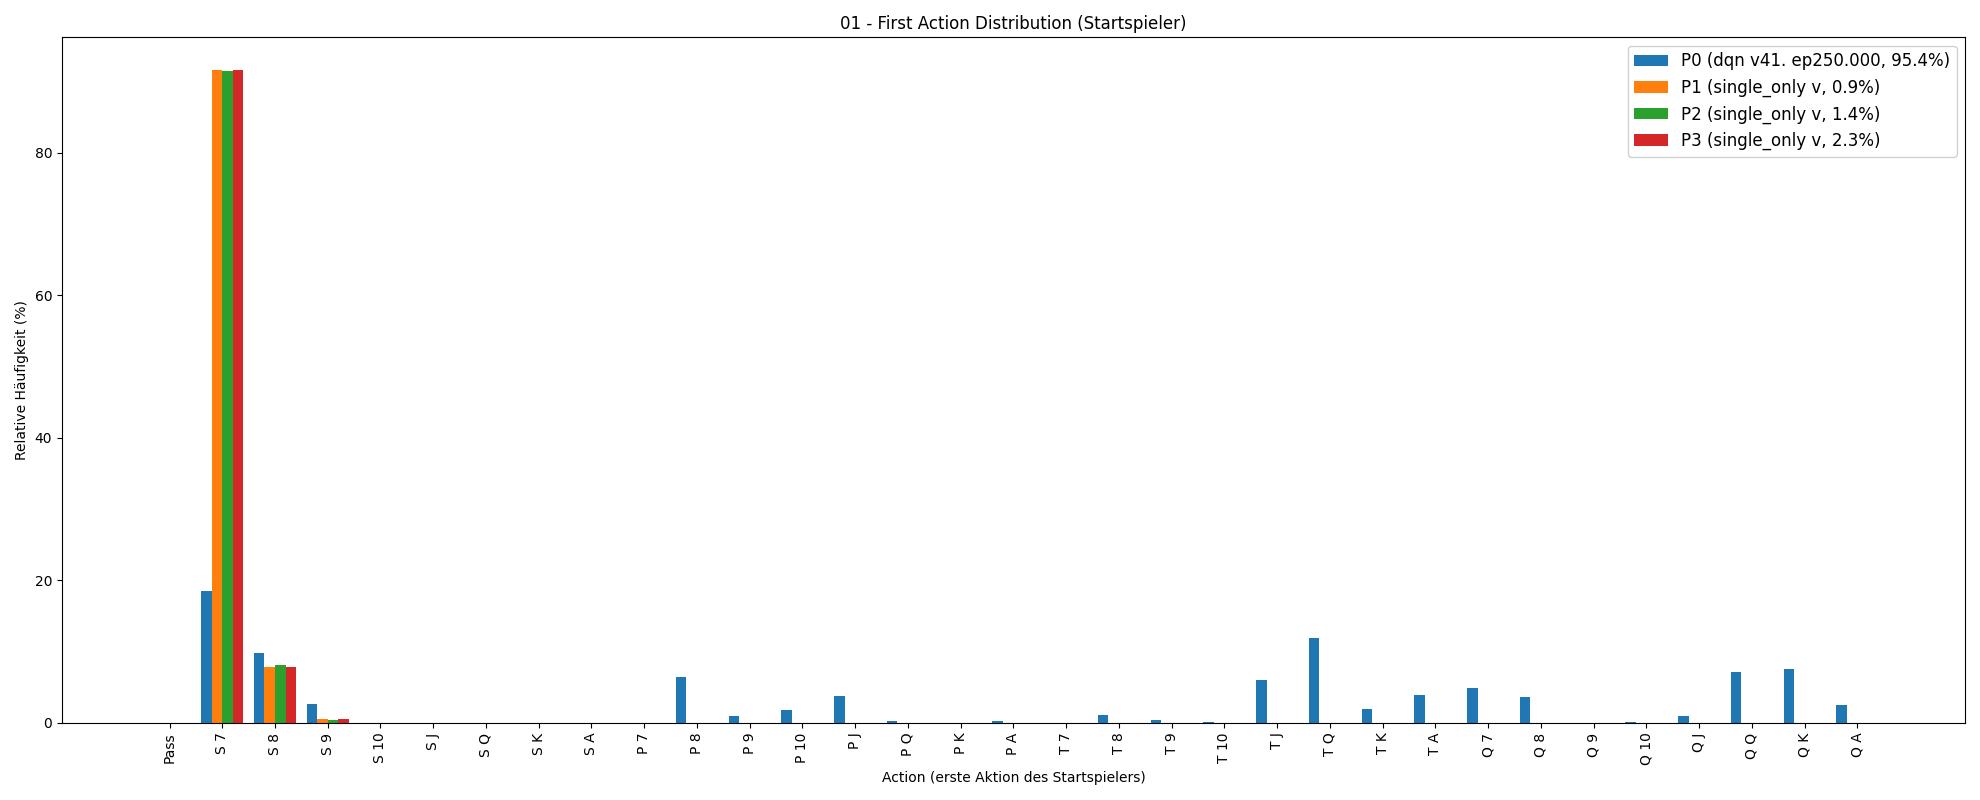 01 - First Action Distribution (Startspieler)
P0 (dqn v41. ep250.000, 95.4%)
P1 (single_only v, 0.9%)
P2 (single_only v, 1.4%)
P3 (single_only v, 2.3%)
Relative Häufigkeit (%)
80
60
40
20
0
Pass
S 7
S 8
S 9
S 10
S J
S Q
S K
S A
P 7
P 8
P 9
P 10
P J
P Q
P K
P A
T 7
T 8
T 9
T 10
T J
T Q
T K
T A
Q 7
Q 8
Q 9
Q 10
Q J
Q Q
Q K
Q A
Action (erste Aktion des Startspielers)